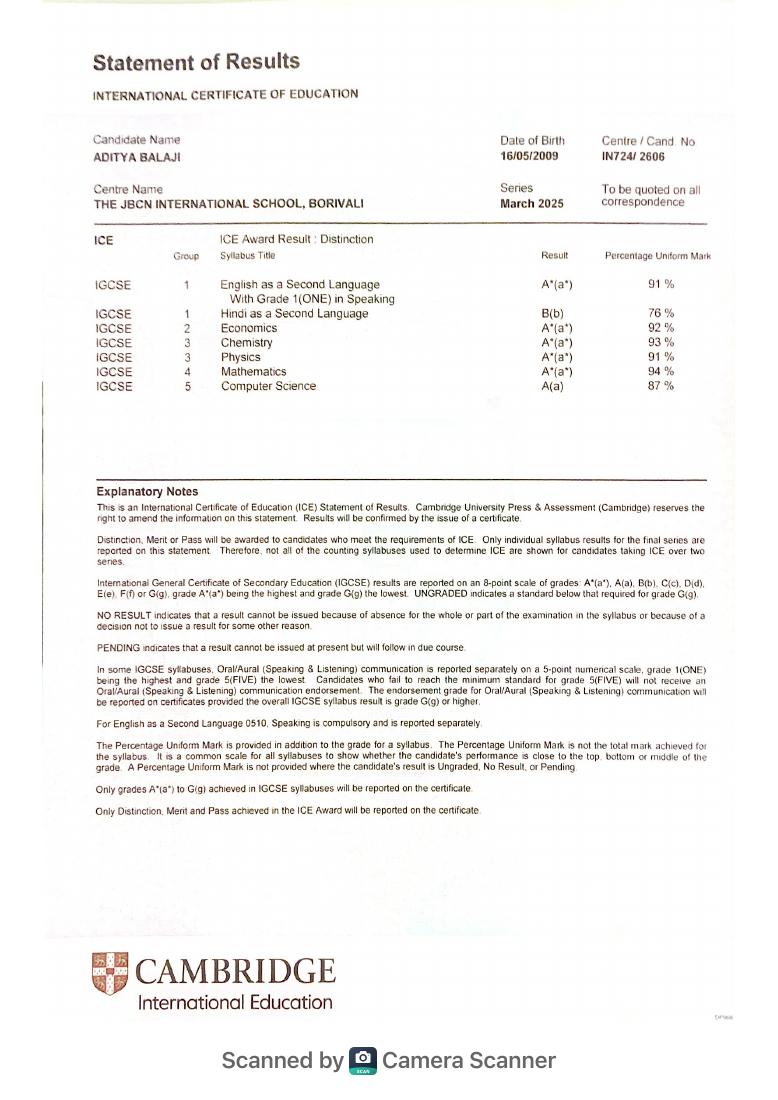 Statement of Results
INTERNATIONAL CERTIFICATE OF EDUCATION
Candidate Name
ADITYA BALAJI
Date of Birth
16/05/2009
Centre / Cand. No
IN724/ 2606
Centre Name
THE JBCN INTERNATIONAL SCHOOL, BORIVALI
Series
March 2025
To be quoted on all
correspondence
ICE ICE Award Result : Distinction
Group Syllabus Title Result Percentage Uniform Mark
IGCSE 1 English as a Second Language A*(a*) 91 %
With Grade 1(ONE) in Speaking
IGCSE 1 Hindi as a Second Language B(b) 76 %
IGCSE 2 Economics A*(a*) 92 %
IGCSE 3 Chemistry A*(a*) 93 %
IGCSE 3 Physics A*(a*) 91 %
IGCSE 4 Mathematics A*(a*) 94 %
IGCSE 5 Computer Science A(a) 87 %
Explanatory Notes
This is an International Certificate of Education (ICE) Statement of Results. Cambridge University Press & Assessment (Cambridge) reserves the
right to amend the information on this statement. Results will be confirmed by the issue of a certificate.
Distinction, Merit or Pass will be awarded to candidates who meet the requirements of ICE. Only individual syllabus results for the final series are
reported on this statement. Therefore, not all of the counting syllabuses used to determine ICE are shown for candidates taking ICE over two
series.
International General Certificate of Secondary Education (IGCSE) results are reported on an 8-point scale of grades: A*(a*), A(a), B(b), C(c), D(d),
E(e), F(f) or G(g), grade A*(a*) being the highest and grade G(g) the lowest. UNGRADED indicates a standard below that required for grade G(g).
NO RESULT indicates that a result cannot be issued because of absence for the whole or part of the examination in the syllabus or because of a
decision not to issue a result for some other reason.
PENDING indicates that a result cannot be issued at present but will follow in due course.
In some IGCSE syllabuses, Oral/Aural (Speaking & Listening) communication is reported separately on a 5-point numerical scale, grade 1(ONE)
being the highest and grade 5(FIVE) the lowest. Candidates who fail to reach the minimum standard for grade 5(FIVE) will not receive an
Oral/Aural (Speaking & Listening) communication endorsement. The endorsement grade for Oral/Aural (Speaking & Listening) communication will
be reported on certificates provided the overall IGCSE syllabus result is grade G(g) or higher.
For English as a Second Language 0510, Speaking is compulsory and is reported separately.
The Percentage Uniform Mark is provided in addition to the grade for a syllabus. The Percentage Uniform Mark is not the total mark achieved for
the syllabus. It is a common scale for all syllabuses to show whether the candidate's performance is close to the top, bottom or middle of the
grade. A Percentage Uniform Mark is not provided where the candidate's result is Ungraded, No Result, or Pending.
Only grades A*(a*) to G(g) achieved in IGCSE syllabuses will be reported on the certificate.
Only Distinction, Merit and Pass achieved in the ICE Award will be reported on the certificate.
CAMBRIDGE
International Education
Scanned by SCAN Camera Scanner